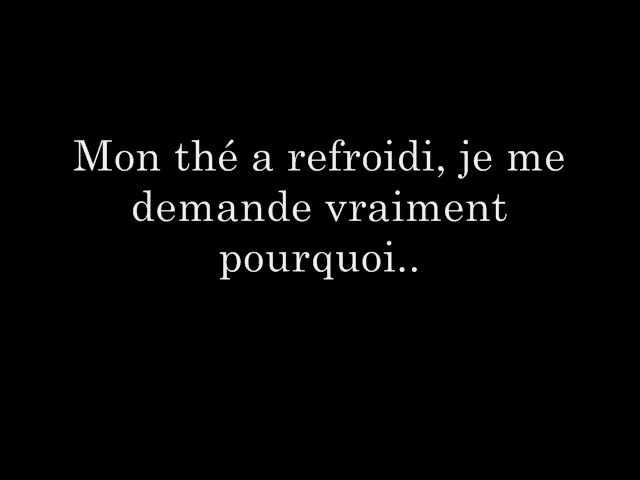 Mon thé a refroidi, je me
demande vraiment
pourquoi..